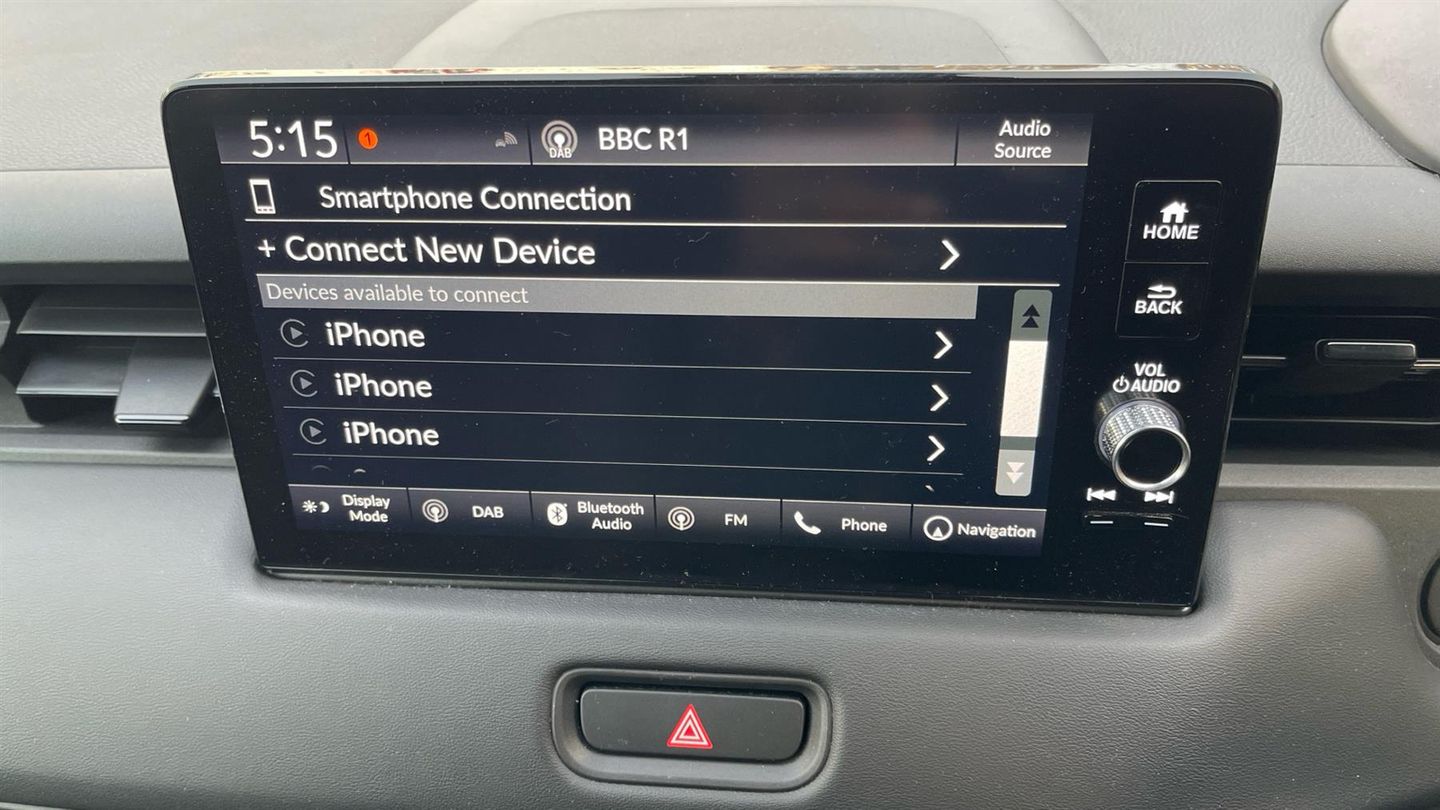 5:15
1
DAB
BBC R1
Audio
Source
Smartphone Connection
+ Connect New Device
Devices available to connect
iPhone
iPhone
iPhone
HOME
BACK
VOL
AUDIO
Display
Mode
DAB
Bluetooth
Audio
FM
Phone
Navigation